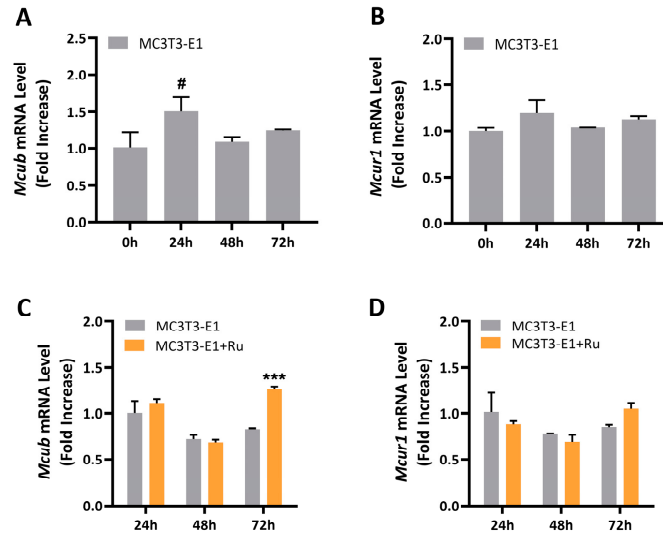 A
Mcub mRNA Level
(Fold Increase)
2.5
2.0
1.5
1.0
0.5
0.0
MC3T3-E1
#
0h 24h 48h 72h
B
Mcur1 mRNA Level
(Fold Increase)
2.0
1.5
1.0
0.5
0.0
MC3T3-E1
0h 24h 48h 72h
C
Mcub mRNA Level
(Fold Increase)
2.0
1.5
1.0
0.5
0.0
MC3T3-E1
MC3T3-E1+Ru
***
24h 48h 72h
D
Mcur1 mRNA Level
(Fold Increase)
2.0
1.5
1.0
0.5
0.0
MC3T3-E1
MC3T3-E1+Ru
24h 48h 72h